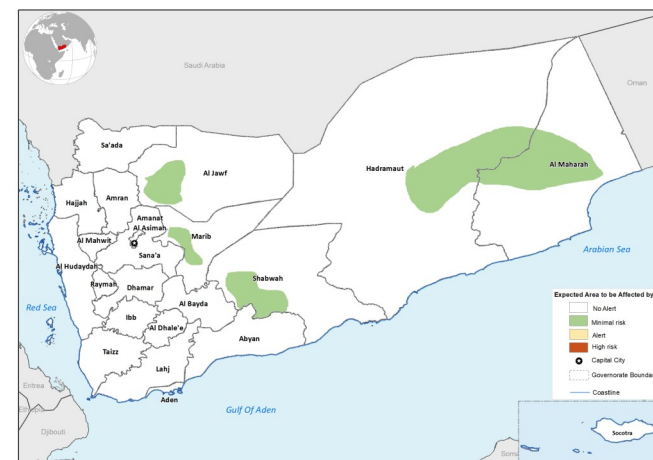 Saudi Arabia
Oman
Sa'ada
Al Jawf
Hadramaut
Al Maharah
Hajjah
Amran
Amanat
Al Asimah
Marib
Al Mahwit
Sana'a
Arabian Sea
Al Hudaydah
Raymah
Dhamar
Shabwah
Red Sea
Al Bayda
Ibb
Al Dhale'e
Abyan
Taizz
Lahj
Aden
Gulf Of Aden
Eritrea
Ethiopia
Djibouti
Expected Area to be Affected by
No Alert
Minimal risk
Alert
High risk
Capital City
Governorate Bounda
Coastline
Socotra